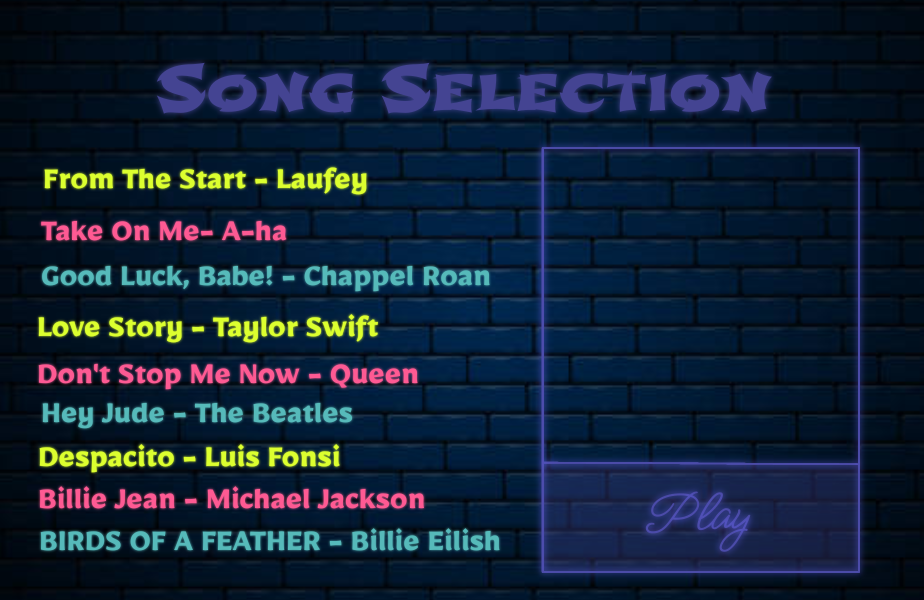 Song Selection
From The Start - Laufey
Take On Me- A-ha
Good Luck, Babe! - Chappel Roan
Love Story - Taylor Swift
Don't Stop Me Now - Queen
Hey Jude - The Beatles
Despacito - Luis Fonsi
Billie Jean - Michael Jackson
BIRDS OF A FEATHER - Billie Eilish
Play